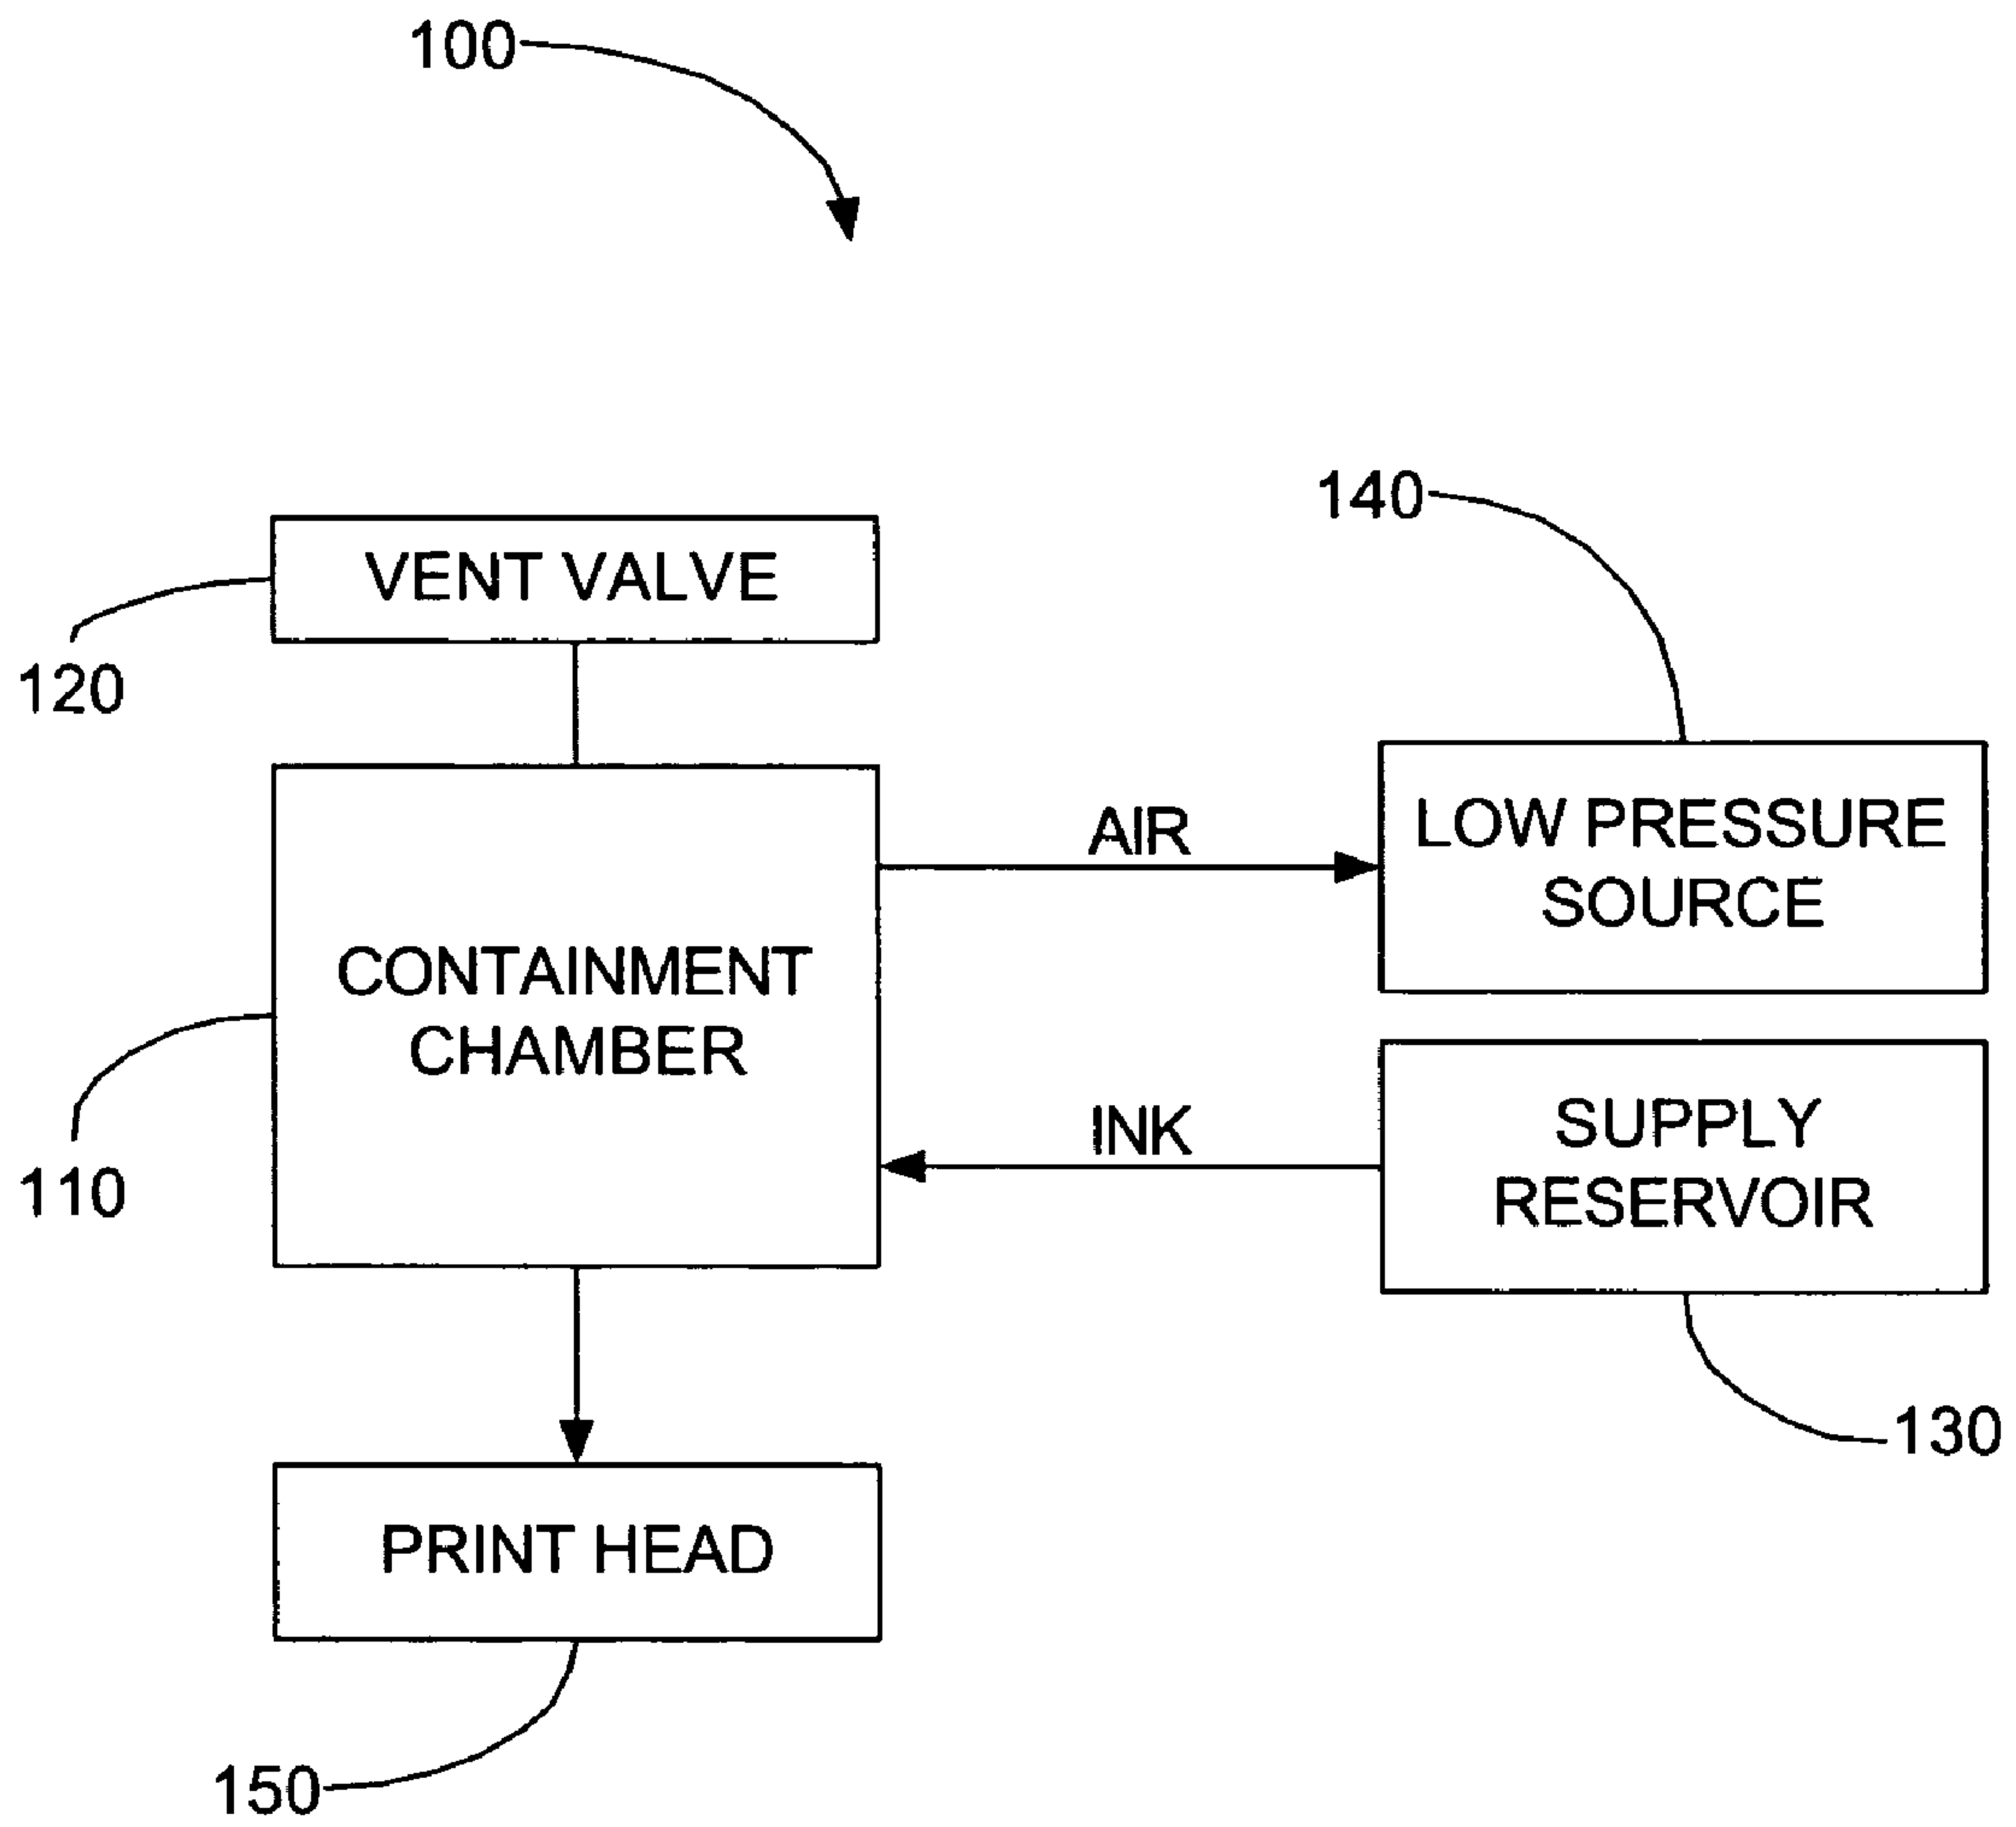 100
140
VENT VALVE
120
LOW PRESSURE
SOURCE
AIR
CONTAINMENT
CHAMBER
110
INK
SUPPLY
RESERVOIR
130
PRINT HEAD
150